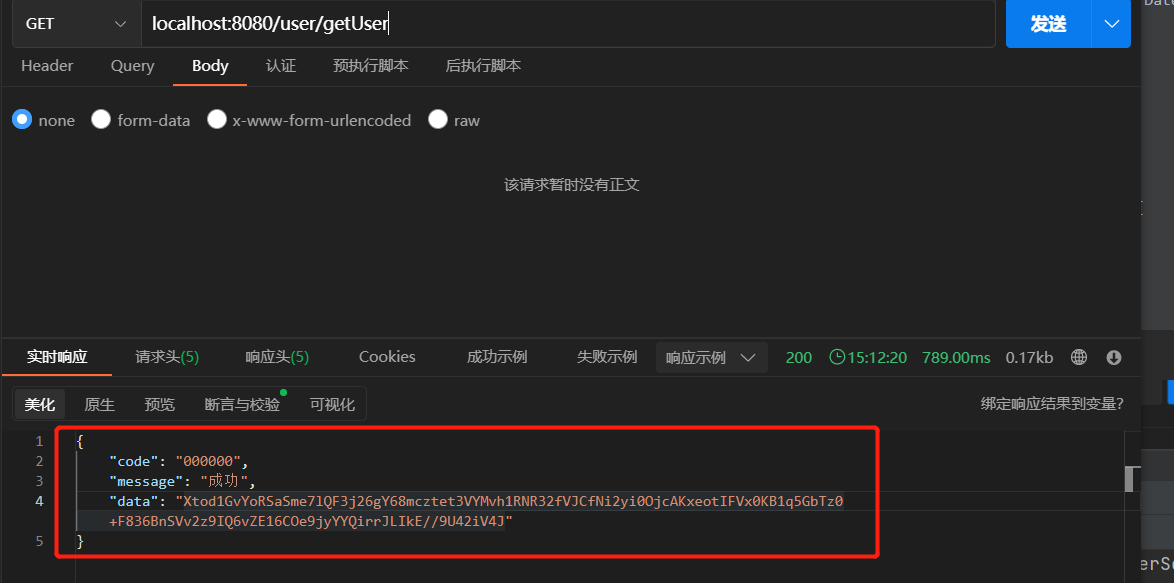 GET localhost:8080/user/getUser 发送
Header Query Body 认证 预执行脚本 后执行脚本
none form-data x-www-form-urlencoded raw
该请求暂时没有正文
实时响应 请求头(5) 响应头(5) Cookies 成功示例 失败示例 响应示例 200 15:12:20 789.00ms 0.17kb
美化 原生 预览 断言与校验 可视化 绑定响应结果到变量?
1 {
2 "code": "000000",
3 "message": "成功",
4 "data": "Xtod1GvYoRSaSme7lQF3j26gY68mcztet3VYMvh1RNR32fVJCfNi2yi0OjcAKxeotIFVx0KB1q5GbTz0
+F836BnSVv2z9IQ6vZE16COe9jyYYQirrJLIkE//9U42iV4J"
5 }